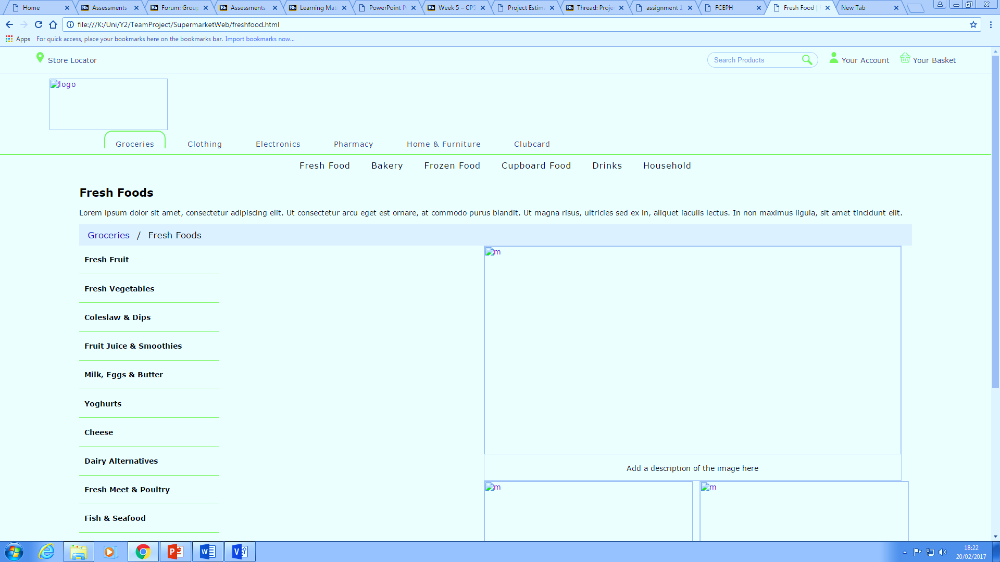 Home Assessments Forum: Group Assessments Learning Mat PowerPoint P Week 5 – CPS Project Estima Thread: Proje assignment 1 FCEPH Fresh Food | New Tab
file:///K:/Uni/Y2/TeamProject/SupermarketWeb/freshfood.html
Apps For quick access, place your bookmarks here on the bookmarks bar. Import bookmarks now...
Store Locator Search Products Your Account Your Basket
logo
Groceries Clothing Electronics Pharmacy Home & Furniture Clubcard
Fresh Food Bakery Frozen Food Cupboard Food Drinks Household
Fresh Foods
Lorem ipsum dolor sit amet, consectetur adipiscing elit. Ut consectetur arcu eget est ornare, at commodo purus blandit. Ut magna risus, ultricies sed ex in, aliquet iaculis lectus. In non maximus ligula, sit amet tincidunt elit.
Groceries / Fresh Foods
m
Fresh Fruit
Fresh Vegetables
Coleslaw & Dips
Fruit Juice & Smoothies
Milk, Eggs & Butter
Yoghurts
Cheese
Dairy Alternatives
Add a description of the image here
m m
Fresh Meet & Poultry
Fish & Seafood
18:22
20/02/2017